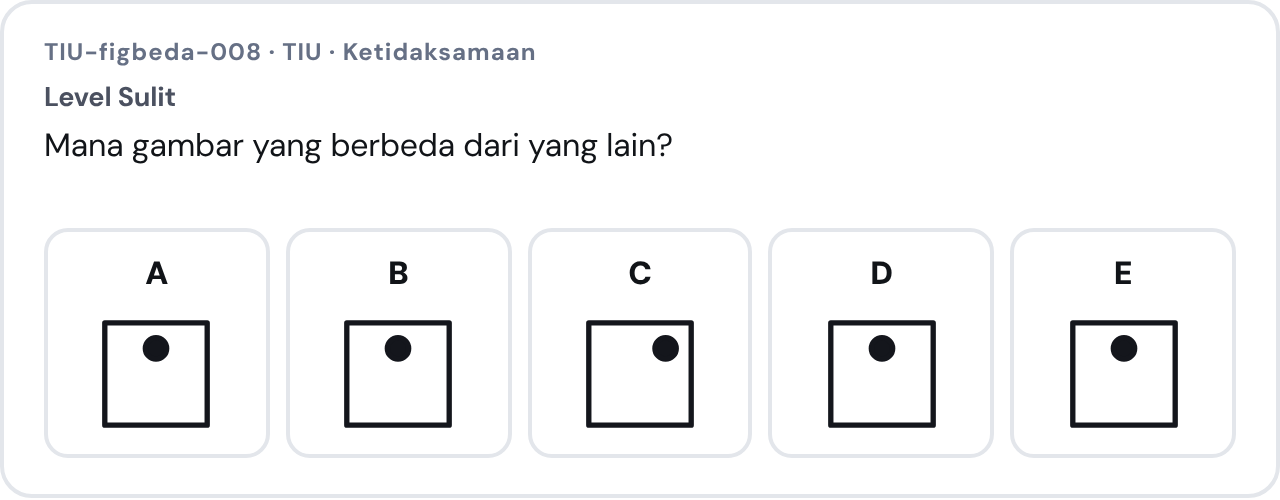 TIU-figbeda-008 · TIU · Ketidaksamaan
Level Sulit
Mana gambar yang berbeda dari yang lain?
A
B
C
D
E